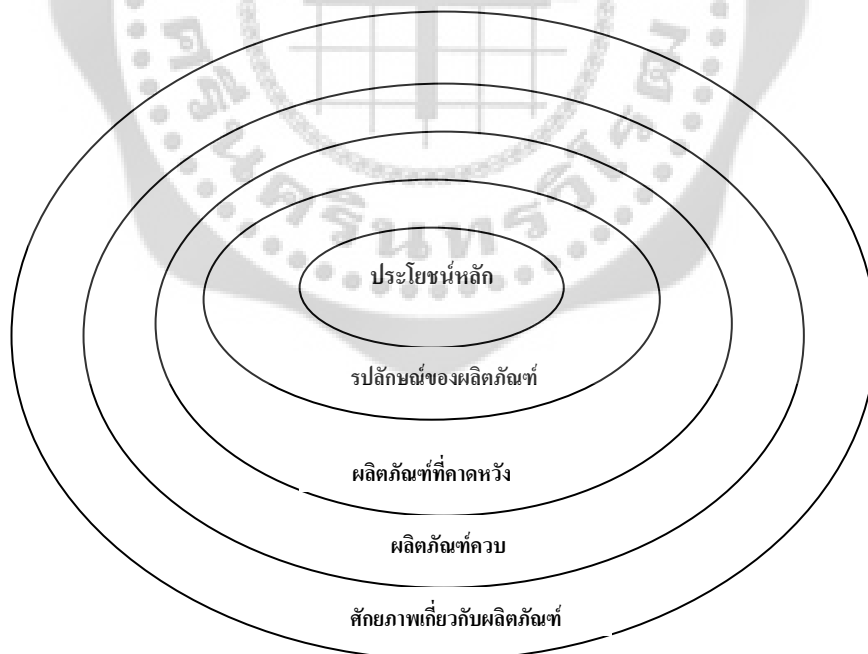 ประโยชน์หลัก
รปลักษณ์ของผลิตภัณฑ์
ผลิตภัณฑ์ที่คาดหวัง
ผลิตภัณฑ์ควบ
ศักยภาพเกี่ยวกับผลิตภัณฑ์